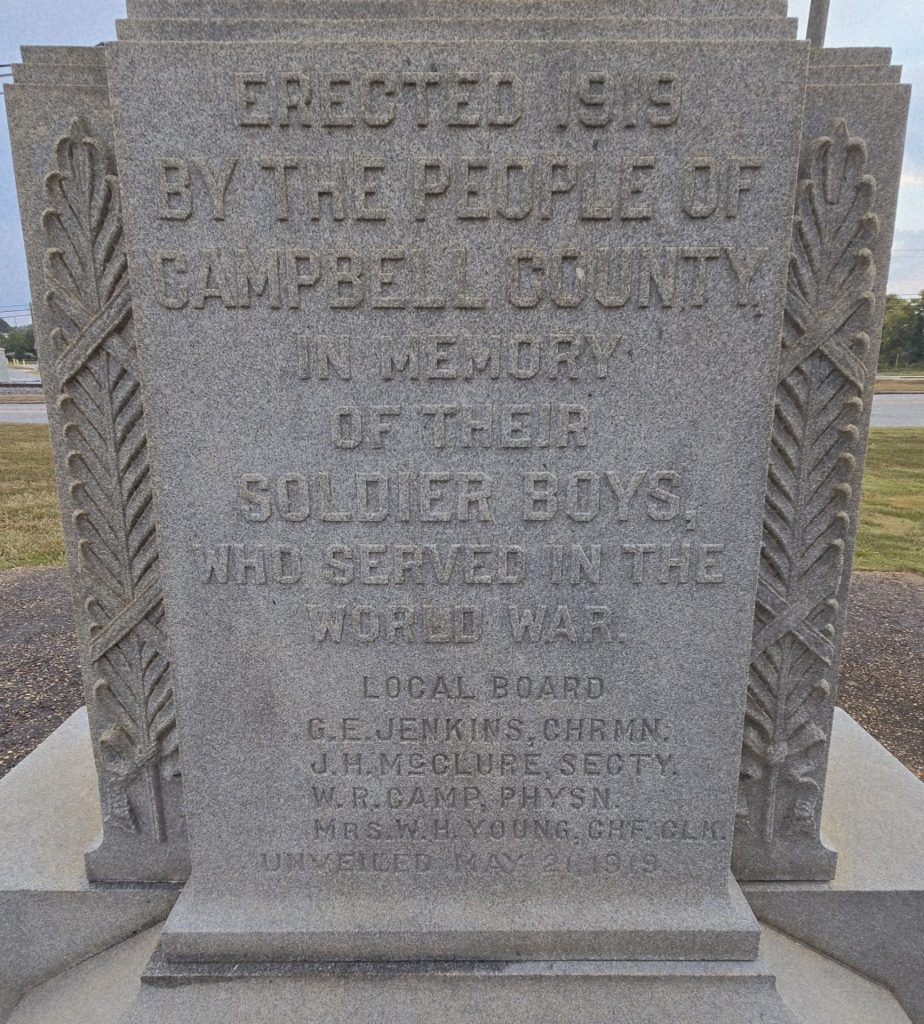 ERECTED 1919
BY THE PEOPLE OF
CAMPBELL COUNTY,
IN MEMORY
OF THEIR
SOLDIER BOYS,
WHO SERVED IN THE
WORLD WAR.
LOCAL BOARD
G.E. JENKINS, CHRMN.
J.H. McCLURE, SECTY.
W.R. CAMP, PHYSN.
MRS. W.H. YOUNG, CHF. CLK.
UNVEILED MAY 1919